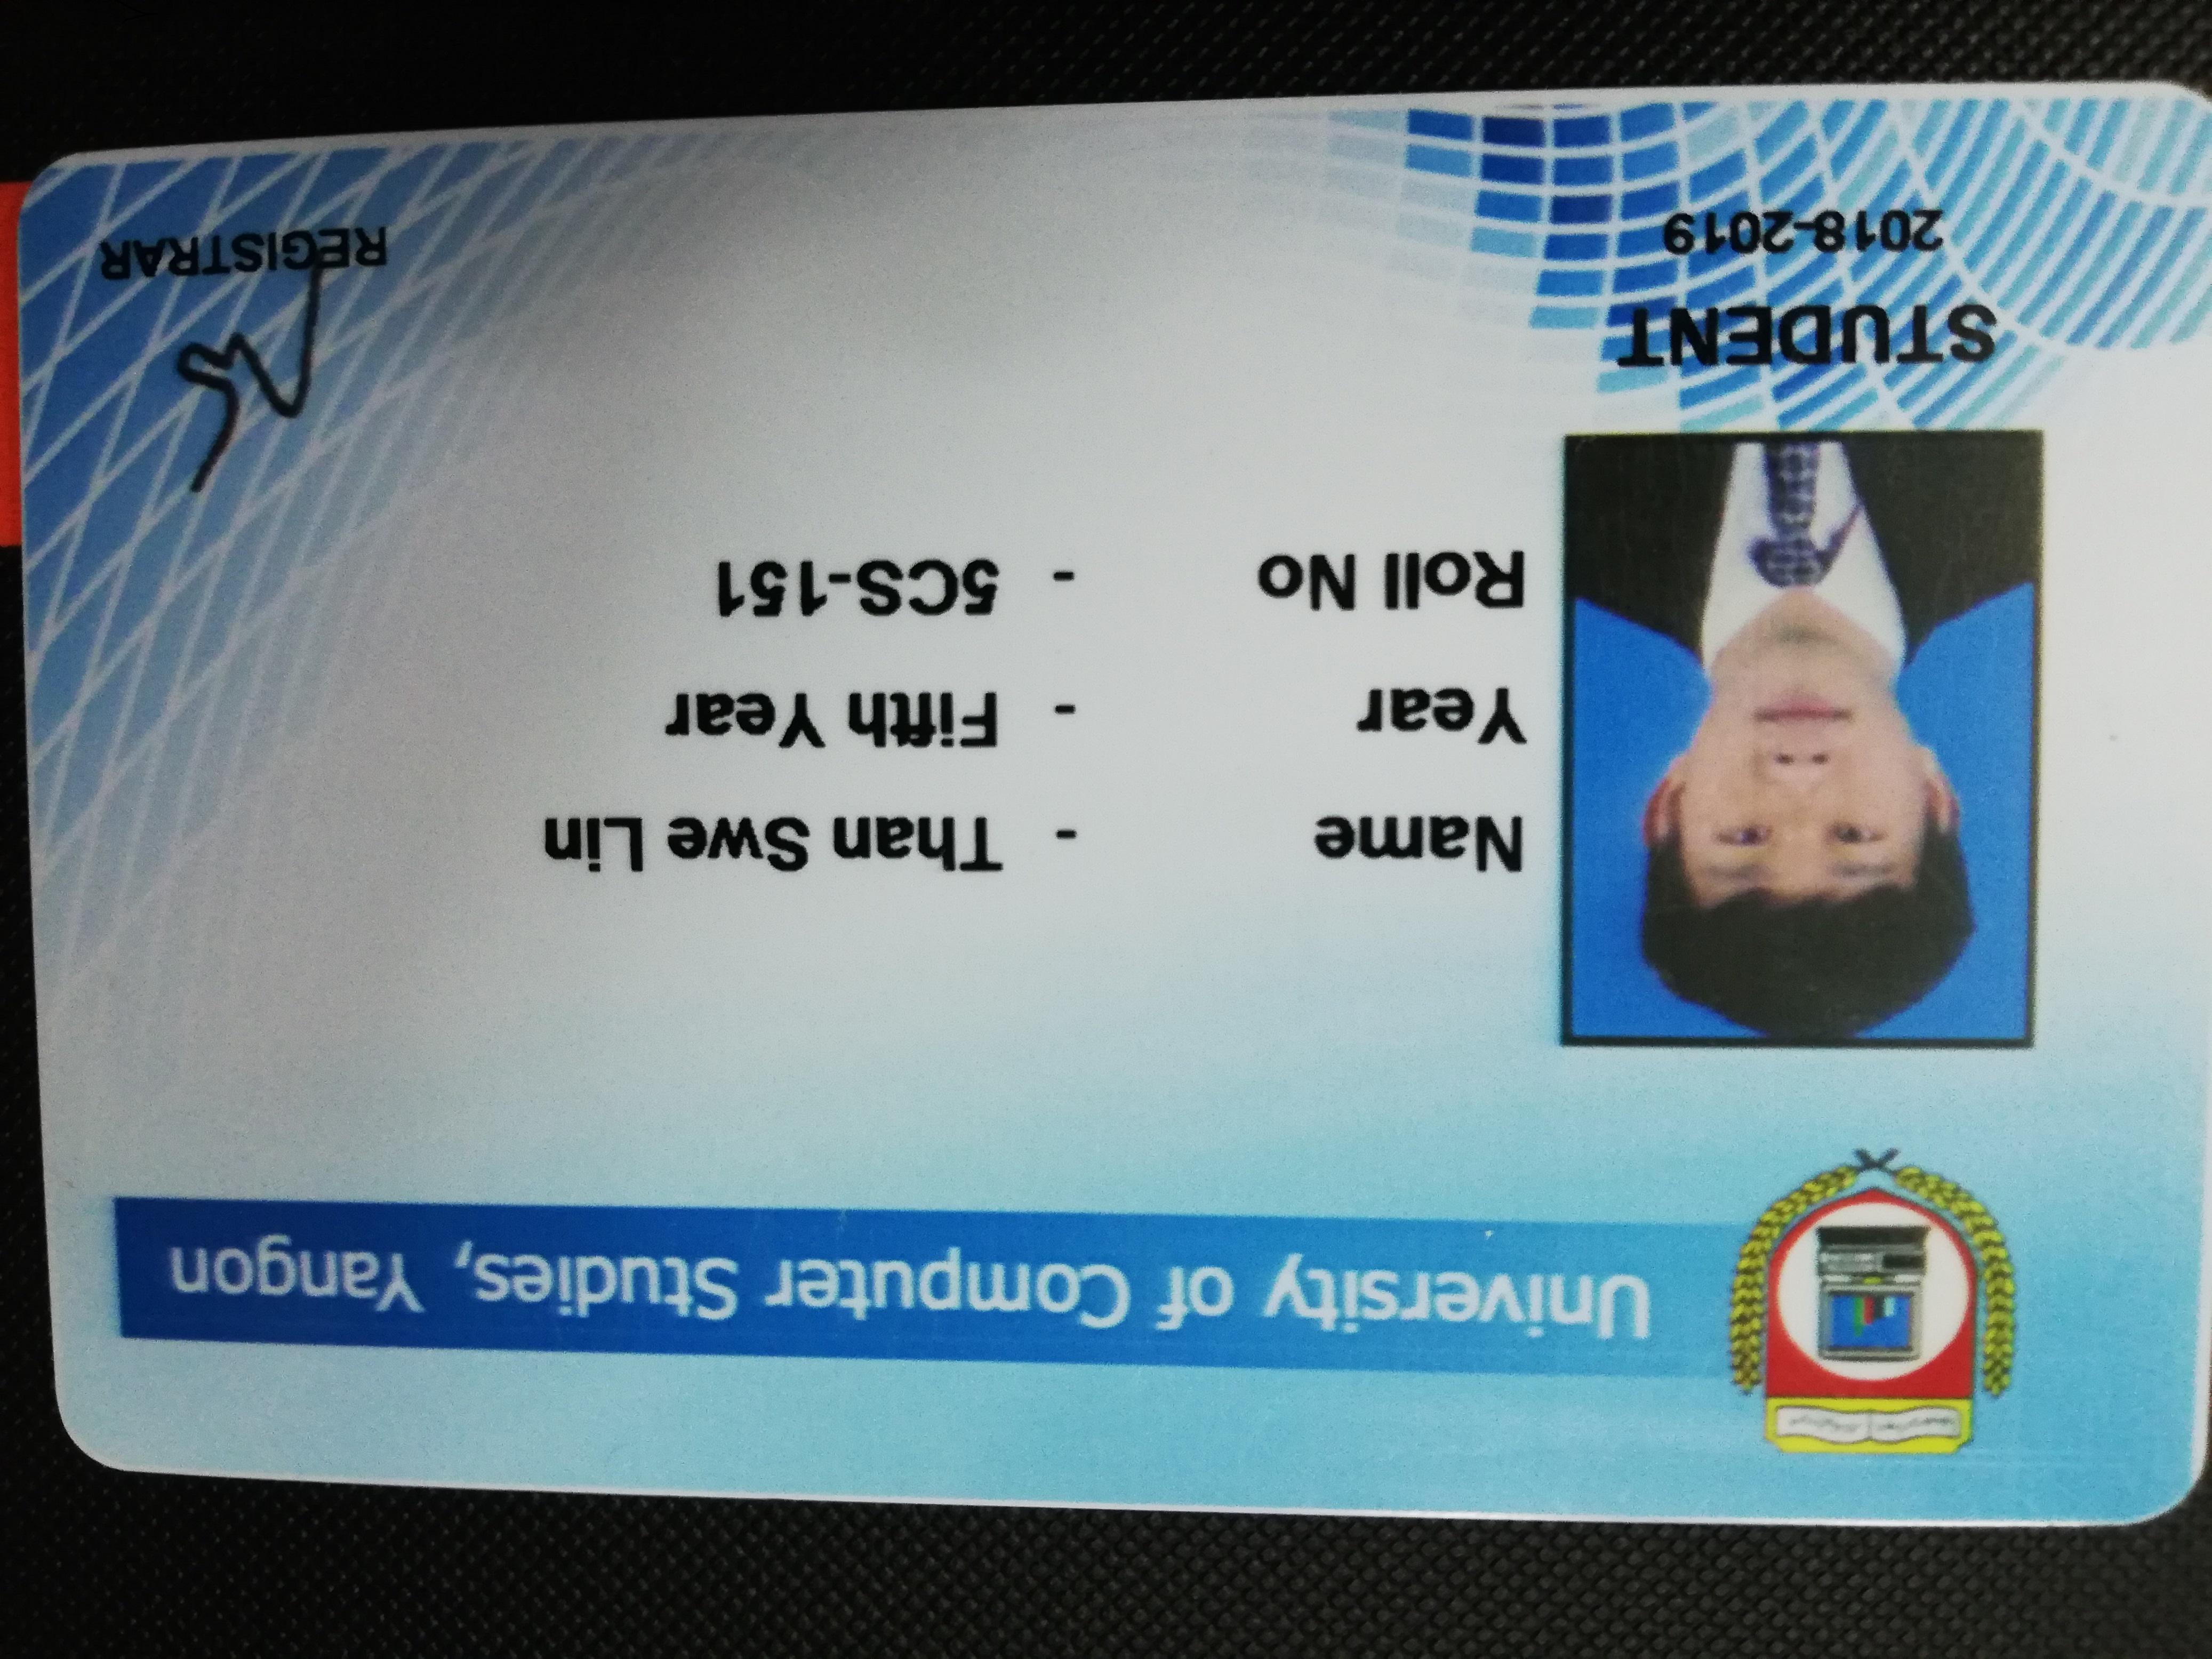 University of Computer Studies, Yangon
Name - Than Swe Lin
Year - Fifth Year
Roll No - 5CS-151
STUDENT
2018-2019
REGISTRAR